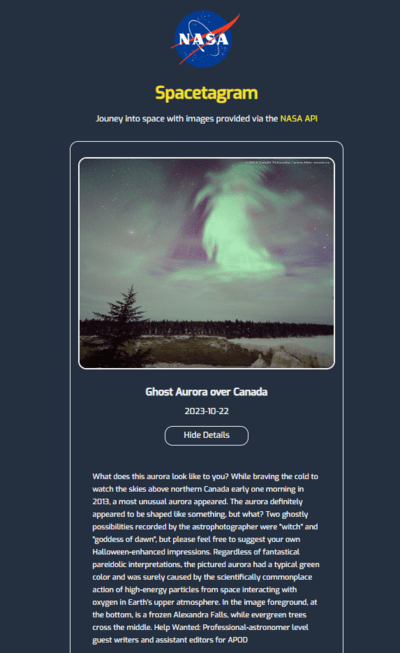 NASA
Spacetagram
Jouney into space with images provided via the NASA API
Ghost Aurora over Canada
2023-10-22
Hide Details
What does this aurora look like to you? While braving the cold to
watch the skies above northern Canada early one morning in
2013, a most unusual aurora appeared. The aurora definitely
appeared to be shaped like something, but what? Two ghostly
possibilities recorded by the astrophotographer were "witch" and
"goddess of dawn", but please feel free to suggest your own
Halloween-enhanced impressions. Regardless of fantastical
pareidolic interpretations, the pictured aurora had a typical green
color and was surely caused by the scientifically commonplace
action of high-energy particles from space interacting with
oxygen in Earth's upper atmosphere. In the image foreground, at
the bottom, is a frozen Alexandra Falls, while evergreen trees
cross the middle. Help Wanted: Professional-astronomer level
guest writers and assistant editors for APOD